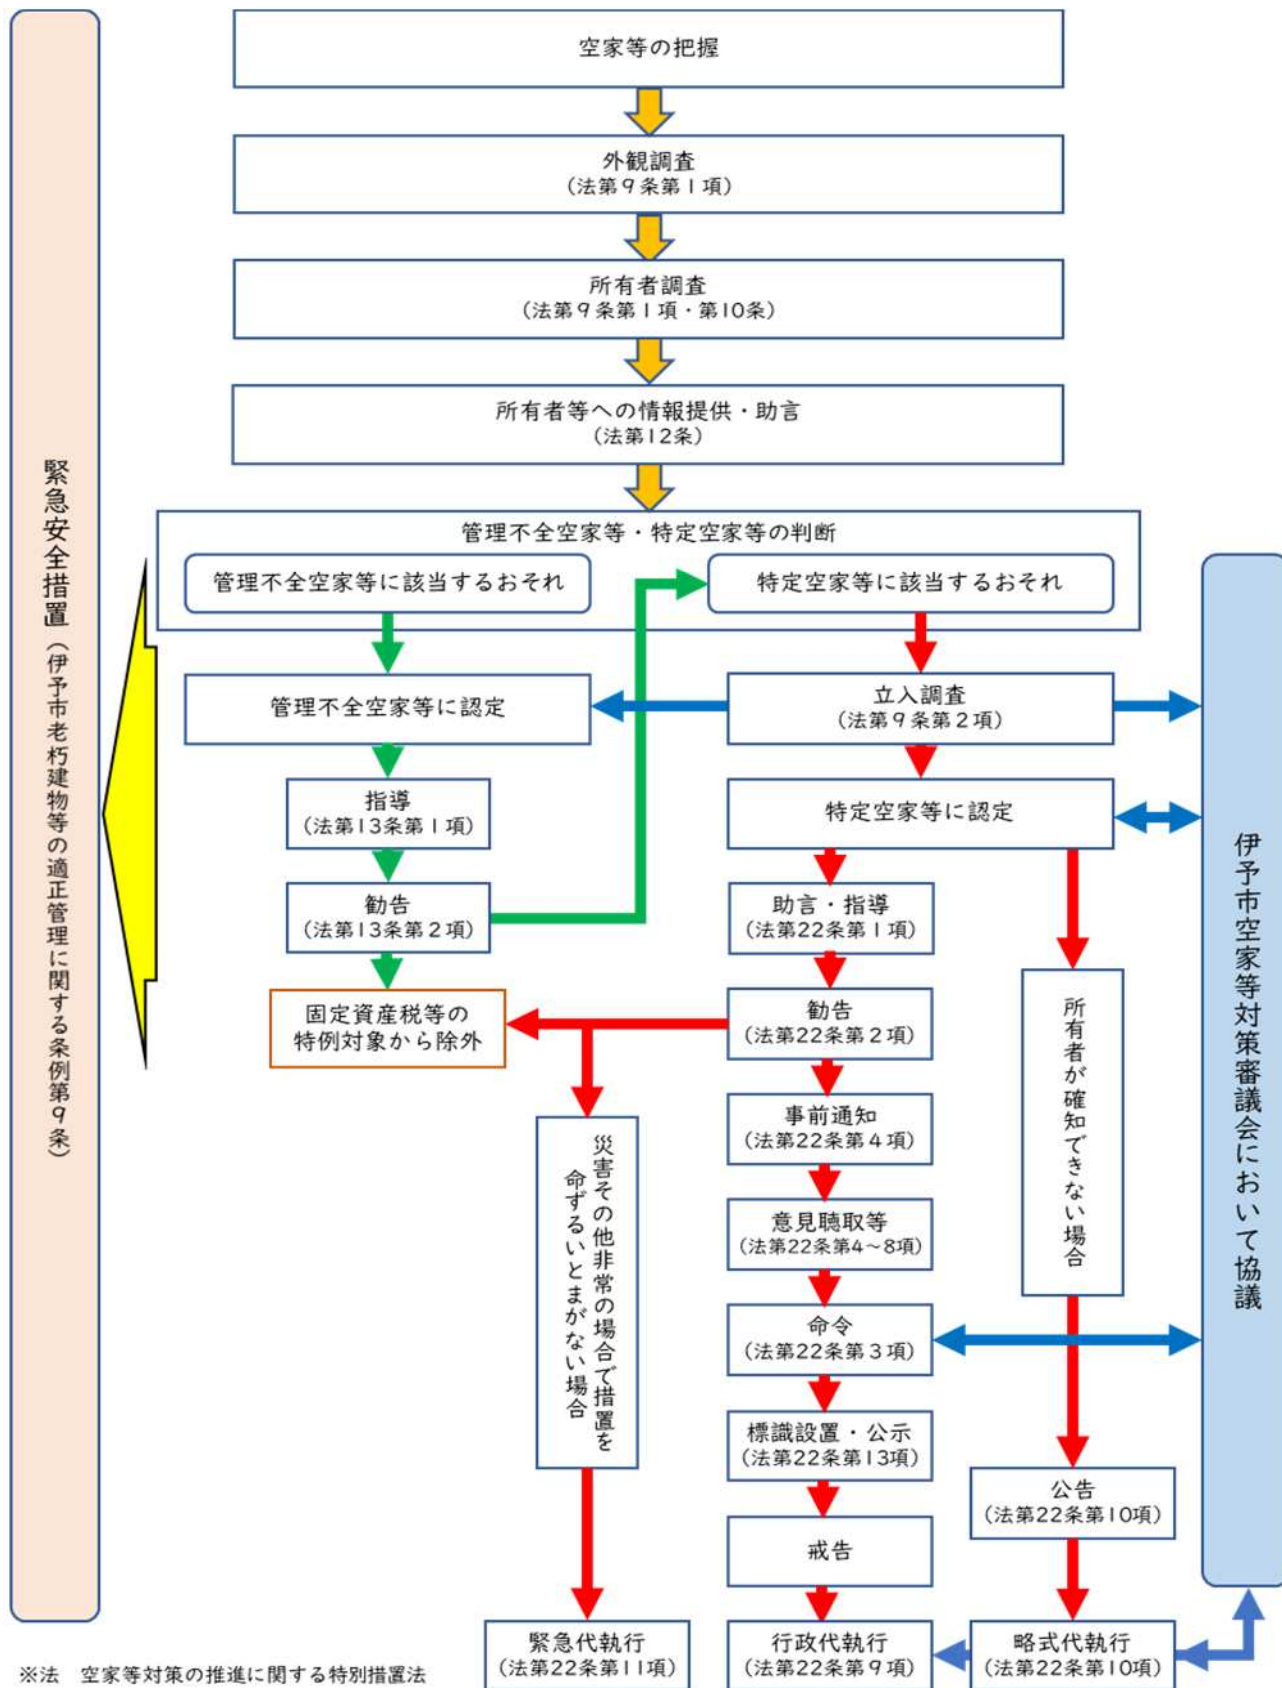 空家等の把握
外観調査
(法第9条第1項)
所有者調査
(法第9条第1項・第10条)
所有者等への情報提供・助言
(法第12条)
管理不全空家等・特定空家等の判断
管理不全空家等に該当するおそれ
特定空家等に該当するおそれ
管理不全空家等に認定
立入調査
(法第9条第2項)
指導
(法第13条第1項)
特定空家等に認定
勧告
(法第13条第2項)
助言・指導
(法第22条第1項)
固定資産税等の
特例対象から除外
勧告
(法第22条第2項)
所有者が確知できない場合
事前通知
(法第22条第4項)
災害その他非常の場合で措置を
命ずるいとまがない場合
意見聴取等
(法第22条第4~8項)
命令
(法第22条第3項)
標識設置・公示
(法第22条第13項)
公告
(法第22条第10項)
戒告
緊急代執行
(法第22条第11項)
行政代執行
(法第22条第9項)
略式代執行
(法第22条第10項)
緊急安全措置(伊予市老朽建物等の適正管理に関する条例第9条)
伊予市空家等対策審議会において協議
※法 空家等対策の推進に関する特別措置法